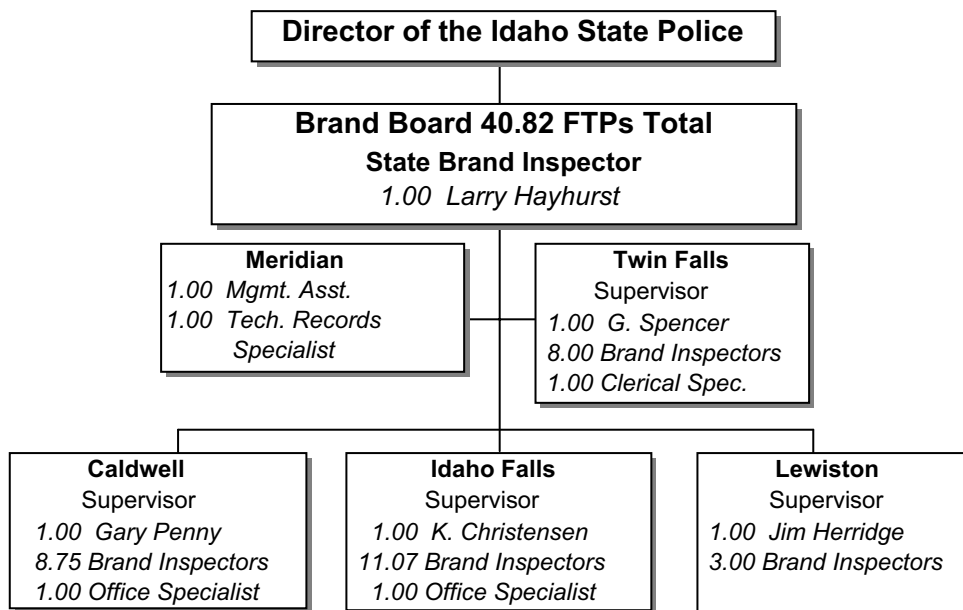 Director of the Idaho State Police
Brand Board 40.82 FTPs Total
State Brand Inspector
1.00 Larry Hayhurst
Meridian
1.00 Mgmt. Asst.
1.00 Tech. Records
Specialist
Twin Falls
Supervisor
1.00 G. Spencer
8.00 Brand Inspectors
1.00 Clerical Spec.
Caldwell
Supervisor
1.00 Gary Penny
8.75 Brand Inspectors
1.00 Office Specialist
Idaho Falls
Supervisor
1.00 K. Christensen
11.07 Brand Inspectors
1.00 Office Specialist
Lewiston
Supervisor
1.00 Jim Herridge
3.00 Brand Inspectors